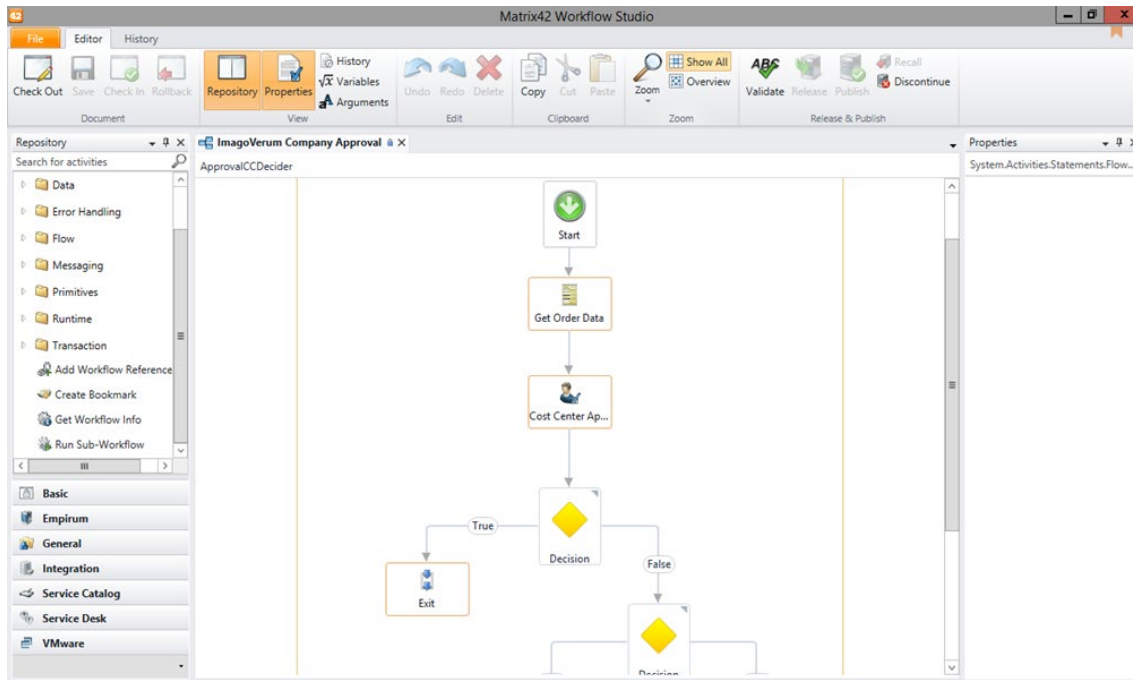 42
Matrix42 Workflow Studio
File Editor History
Check Out Save Check In Rollback
Document
Repository Properties
History
Variables
Arguments
View
Undo Redo Delete
Edit
Copy Cut Paste
Clipboard
Zoom
Show All
Overview
Zoom
ABC
Validate Release Publish
Recall
Discontinue
Release & Publish
Repository
Search for activities
Data
Error Handling
Flow
Messaging
Primitives
Runtime
Transaction
Add Workflow Reference
Create Bookmark
Get Workflow Info
Run Sub-Workflow
Basic
Empirum
General
Integration
Service Catalog
Service Desk
VMware
ImagoVerum Company Approval
ApprovalCCDecider
Start
Get Order Data
Cost Center Ap...
Decision
True
False
Exit
Decision
Properties
System.Activities.Statements.Flow...